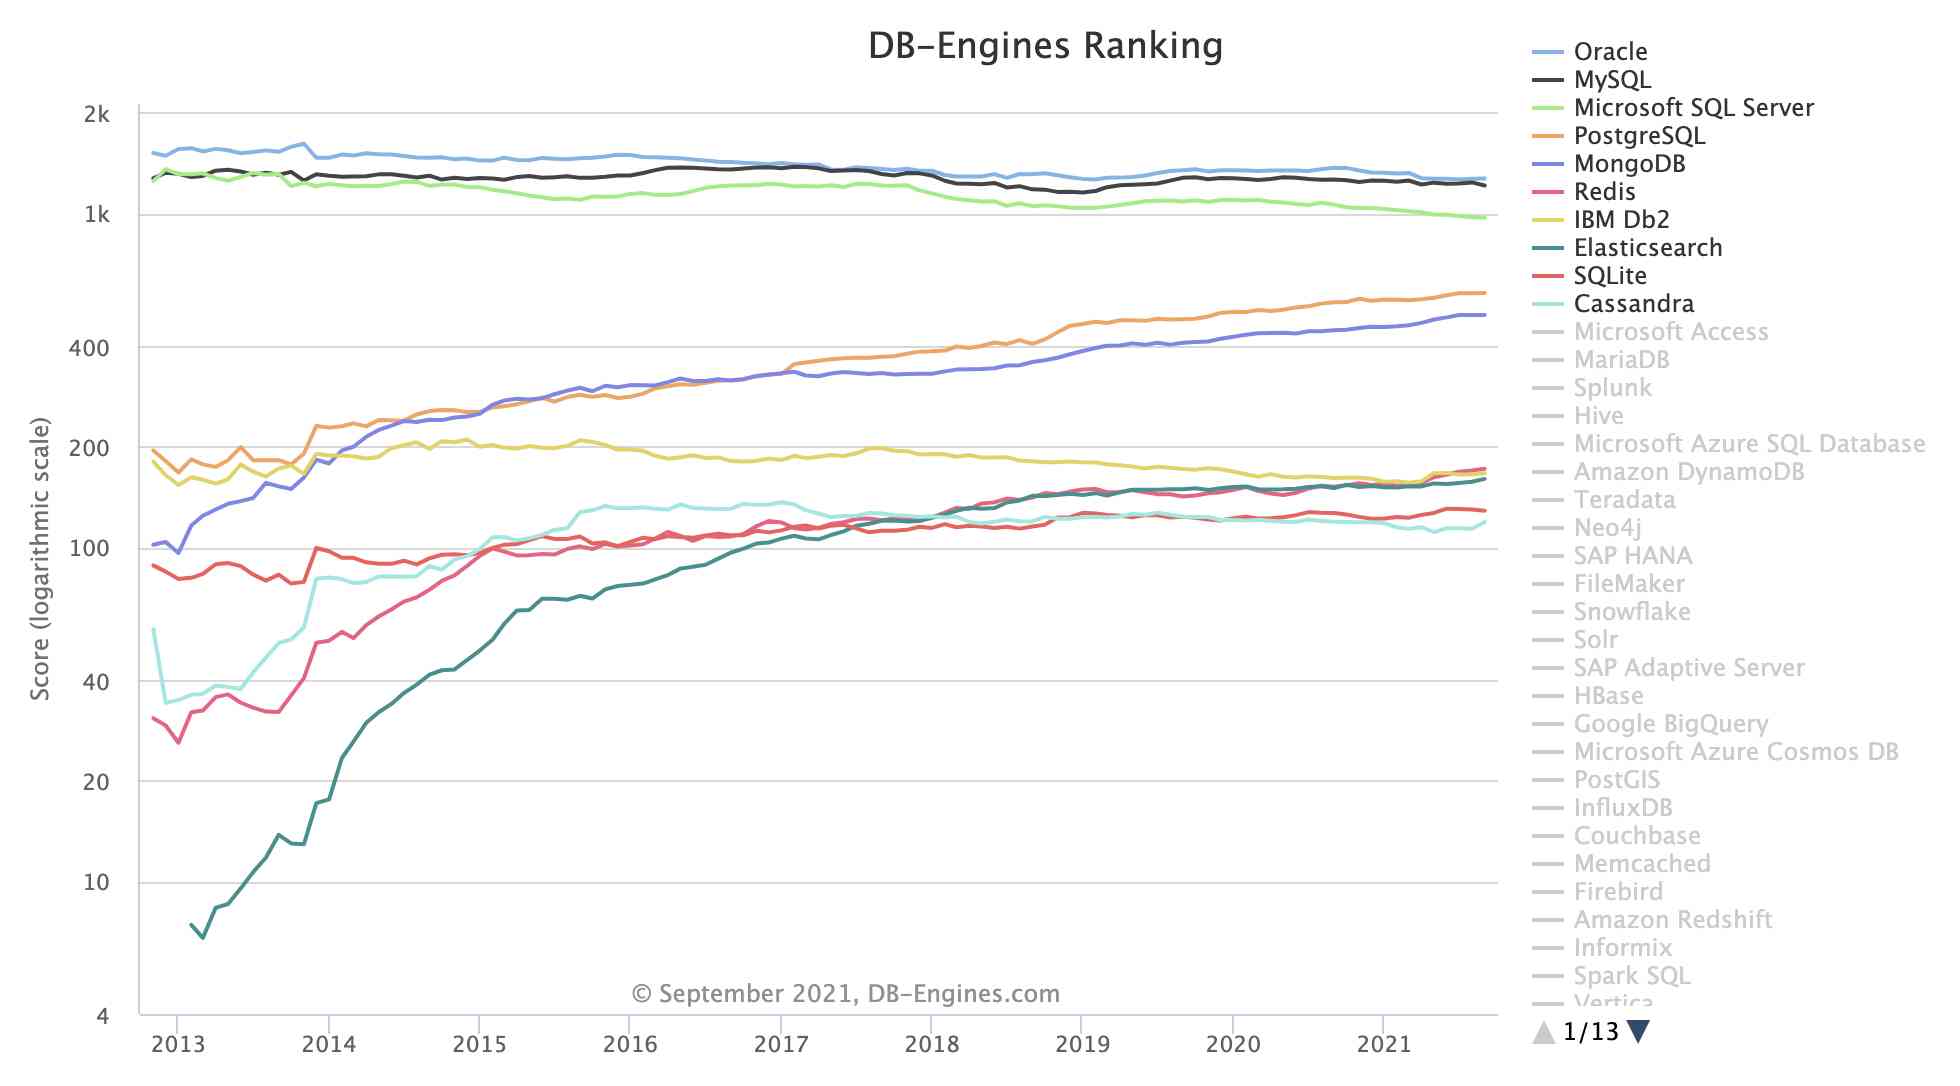 DB-Engines Ranking
Score (logarithmic scale)
2k
1k
400
200
100
40
20
10
4
2013 2014 2015 2016 2017 2018 2019 2020 2021
© September 2021, DB-Engines.com
Oracle
MySQL
Microsoft SQL Server
PostgreSQL
MongoDB
Redis
IBM Db2
Elasticsearch
SQLite
Cassandra
Microsoft Access
MariaDB
Splunk
Hive
Microsoft Azure SQL Database
Amazon DynamoDB
Teradata
Neo4j
SAP HANA
FileMaker
Snowflake
Solr
SAP Adaptive Server
HBase
Google BigQuery
Microsoft Azure Cosmos DB
PostGIS
InfluxDB
Couchbase
Memcached
Firebird
Amazon Redshift
Informix
Spark SQL
Vertica
1/13